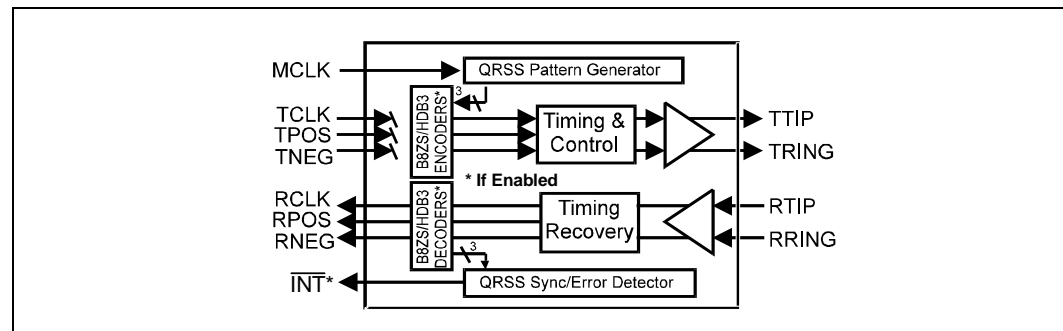 MCLK
QRSS Pattern Generator
3
TCLK
TPOS
TNEG
B8ZS/HDB3
ENCODERS*
Timing &
Control
TTIP
TRING
* If Enabled
RCLK
RPOS
RNEG
B8ZS/HDB3
DECODERS*
Timing
Recovery
RTIP
RRING
3
INT*
QRSS Sync/Error Detector